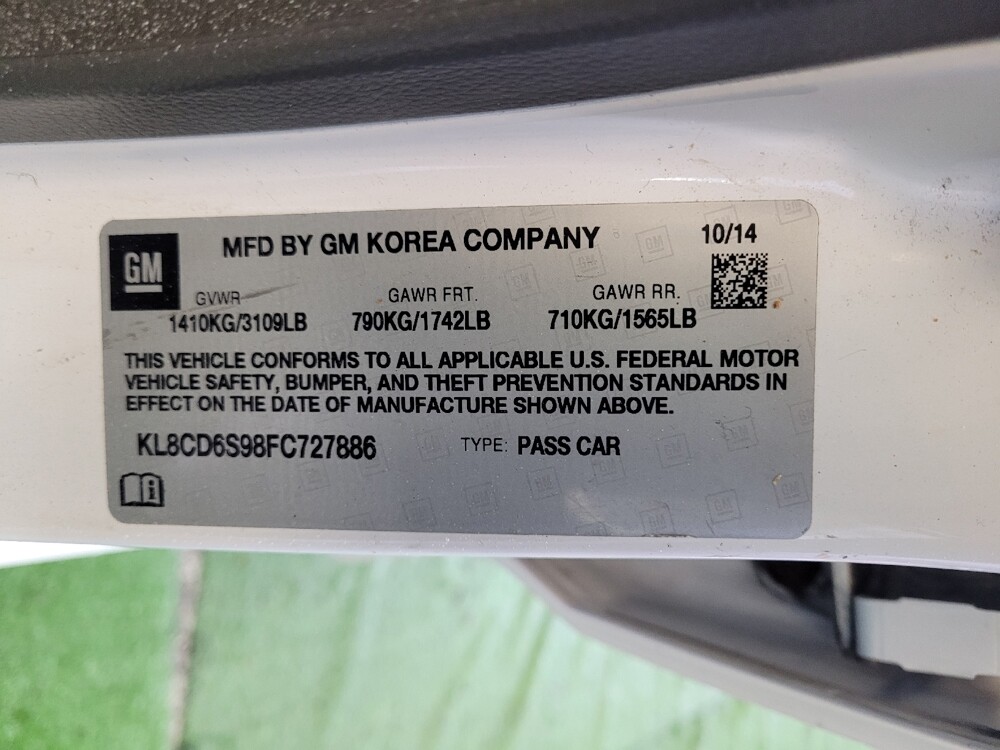 GM
MFD BY GM KOREA COMPANY
10/14
GVWR
GAWR FRT.
GAWR RR.
1410KG/3109LB
790KG/1742LB
710KG/1565LB
THIS VEHICLE CONFORMS TO ALL APPLICABLE U.S. FEDERAL MOTOR
VEHICLE SAFETY, BUMPER, AND THEFT PREVENTION STANDARDS IN
EFFECT ON THE DATE OF MANUFACTURE SHOWN ABOVE.
KL8CD6S98FC727886
TYPE: PASS CAR